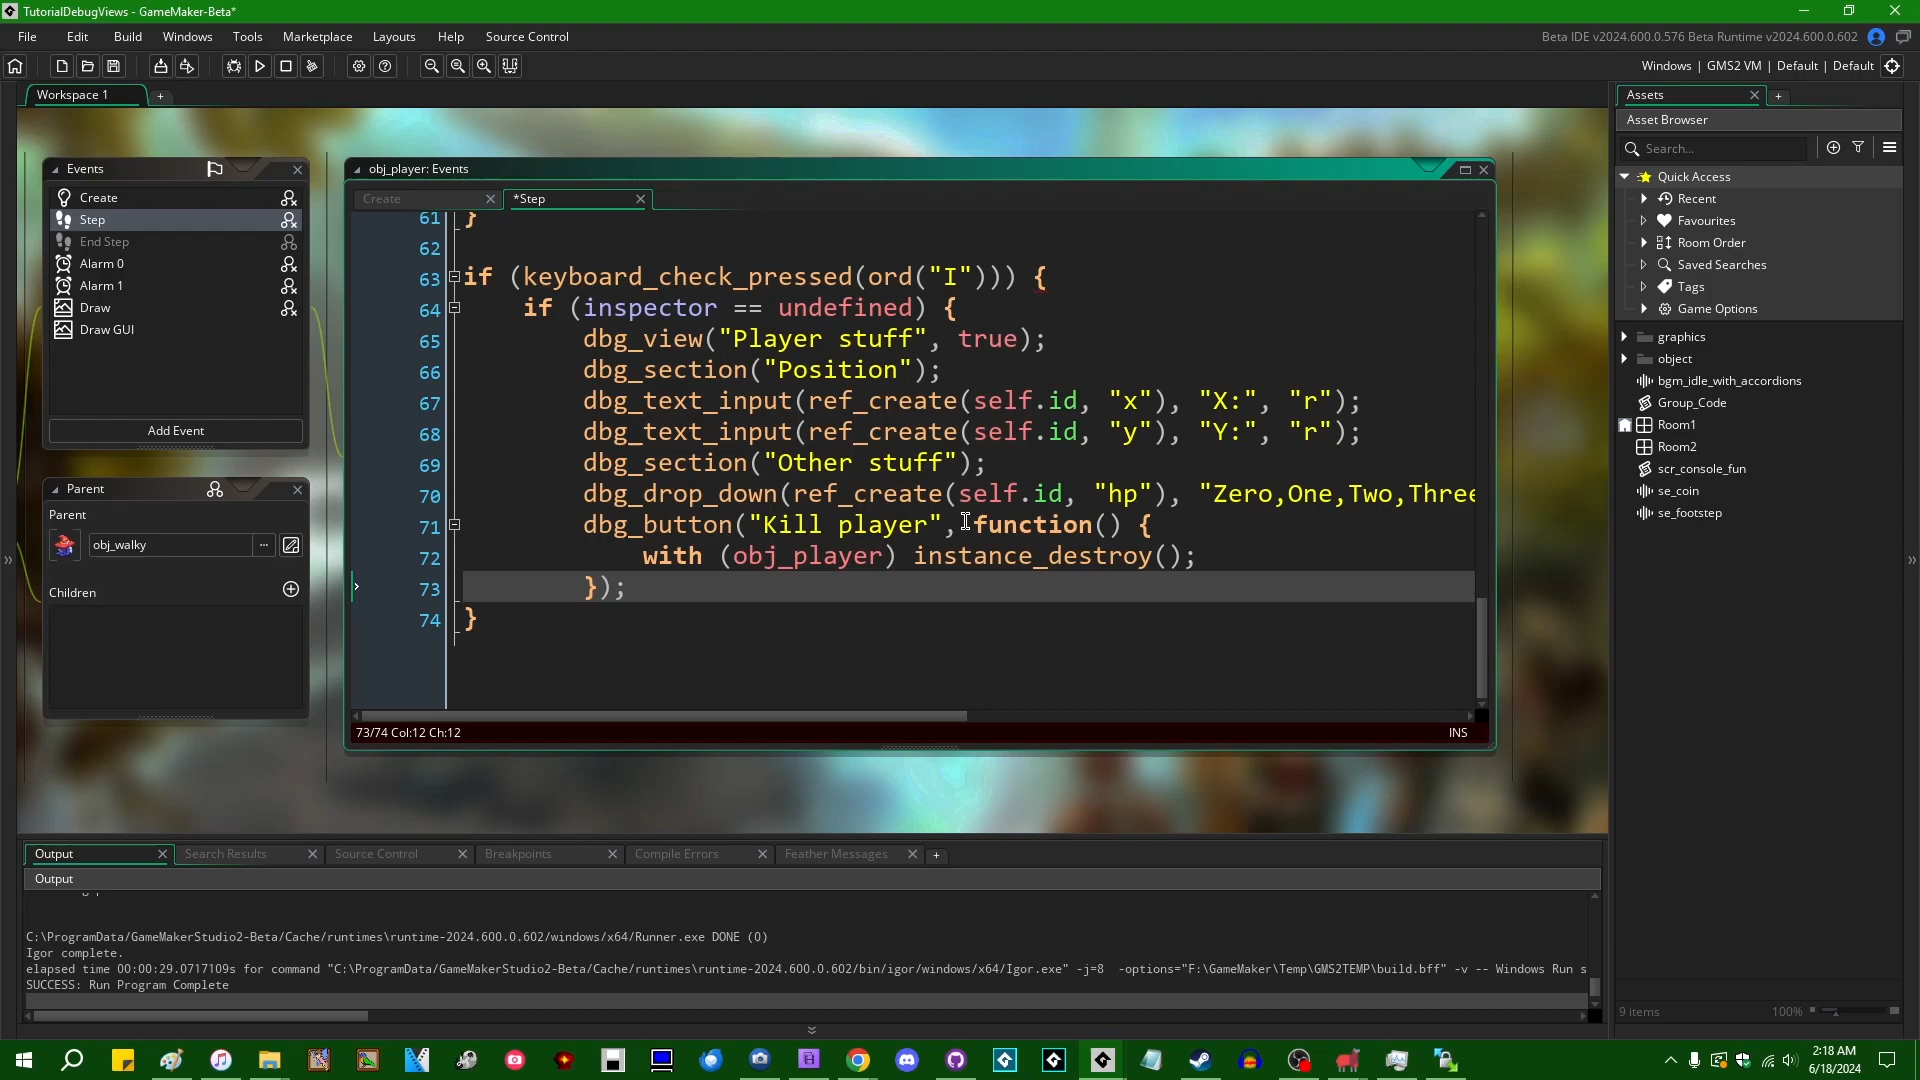 TutorialDebugViews - GameMaker-Beta*
File Edit Build Windows Tools Marketplace Layouts Help Source Control
Beta IDE v2024.600.0.576 Beta Runtime v2024.600.0.602
Windows | GMS2 VM | Default | Default
Workspace 1
Events
Create
Step
End Step
Alarm 0
Alarm 1
Draw
Draw GUI
Add Event
Parent
Parent
obj_walky
...
Children
obj_player: Events
Create
*Step
61 }
62
63 if (keyboard_check_pressed(ord("I"))) {
64 if (inspector == undefined) {
65 dbg_view("Player stuff", true);
66 dbg_section("Position");
67 dbg_text_input(ref_create(self.id, "x"), "X:", "r");
68 dbg_text_input(ref_create(self.id, "y"), "Y:", "r");
69 dbg_section("Other stuff");
70 dbg_drop_down(ref_create(self.id, "hp"), "Zero,One,Two,Three
71 dbg_button("Kill player", function() {
72 with (obj_player) instance_destroy();
73 });
74 }
73/74 Col:12 Ch:12
INS
Assets
Asset Browser
Search...
Quick Access
Recent
Favourites
Room Order
Saved Searches
Tags
Game Options
graphics
object
bgm_idle_with_accordions
Group_Code
Room1
Room2
scr_console_fun
se_coin
se_footstep
9 items
100%
Output Search Results Source Control Breakpoints Compile Errors Feather Messages
Output
C:\ProgramData/GameMakerStudio2-Beta/Cache/runtimes\runtime-2024.600.0.602/windows/x64/Runner.exe DONE (0)
Igor complete.
elapsed time 00:00:29.0717109s for command "C:\ProgramData/GameMakerStudio2-Beta/Cache/runtimes\runtime-2024.600.0.602/bin/igor/windows/x64/Igor.exe" -j=8 -options="F:\GameMaker\Temp\GMS2TEMP\build.bff" -v -- Windows Run s
SUCCESS: Run Program Complete
2:18 AM
6/18/2024